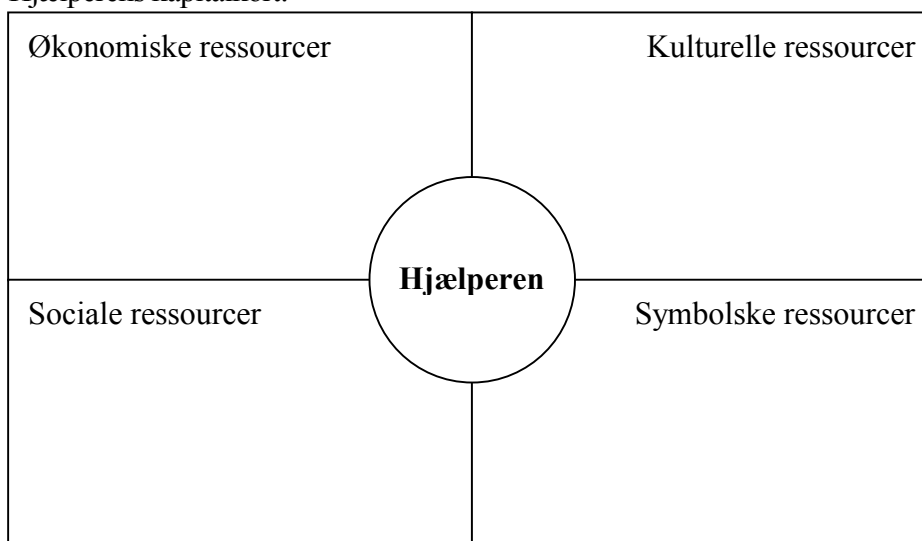 Økonomiske ressourcer
Kulturelle ressourcer
Hjælperen
Sociale ressourcer
Symbolske ressourcer